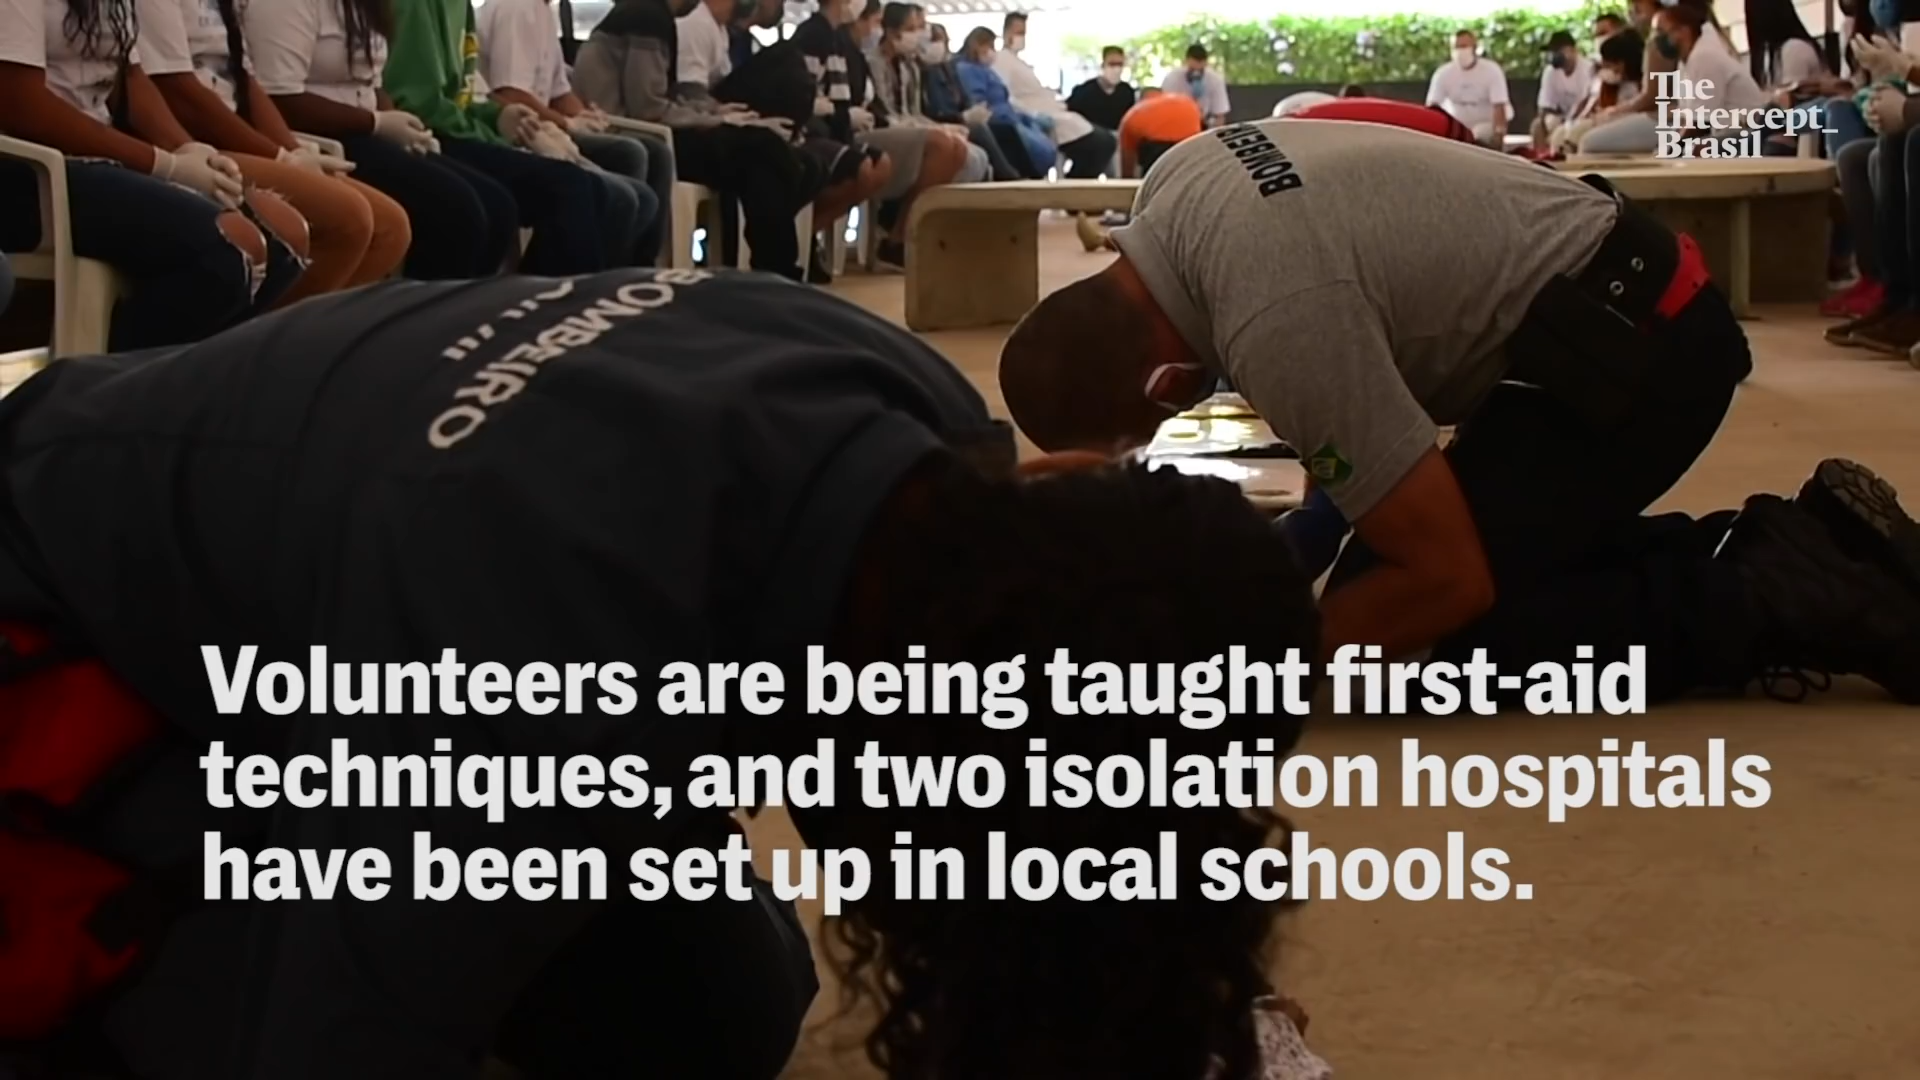 The
Intercept_
Brasil
BOMBEIRO
BOMBEIRO
Volunteers are being taught first-aid
techniques, and two isolation hospitals
have been set up in local schools.